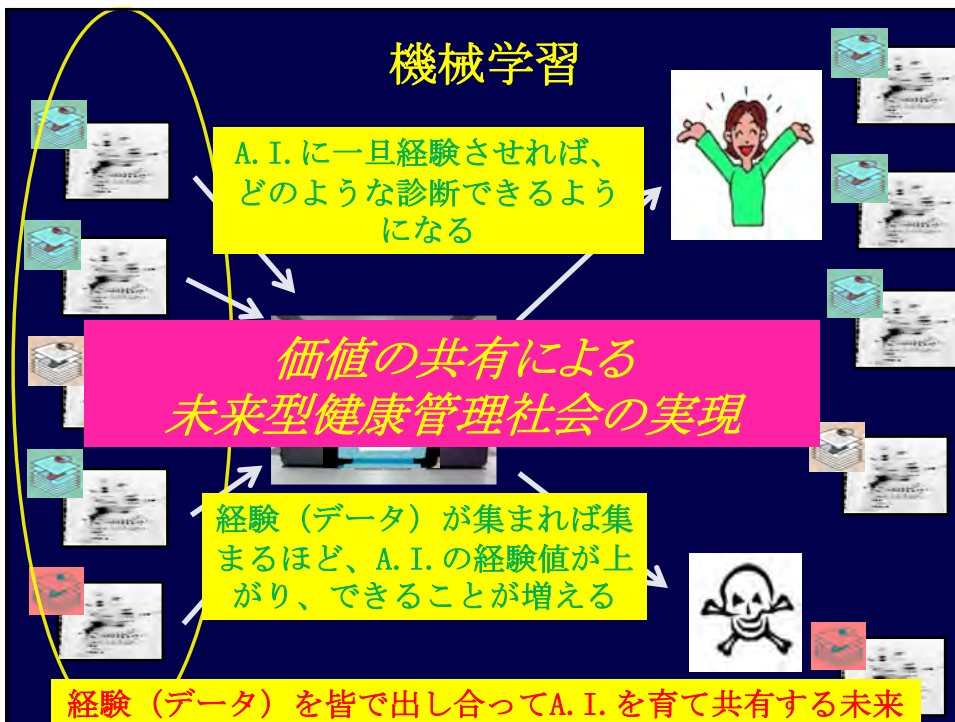 機械学習
A.I.に一旦経験させれば、
どのような診断できるよう
になる
価値の共有による
未来型健康管理社会の実現
経験（データ）が集まれば集
まるほど、A.I.の経験値が上
がり、できることが増える
経験（データ）を皆で出し合ってA.I.を育て共有する未来